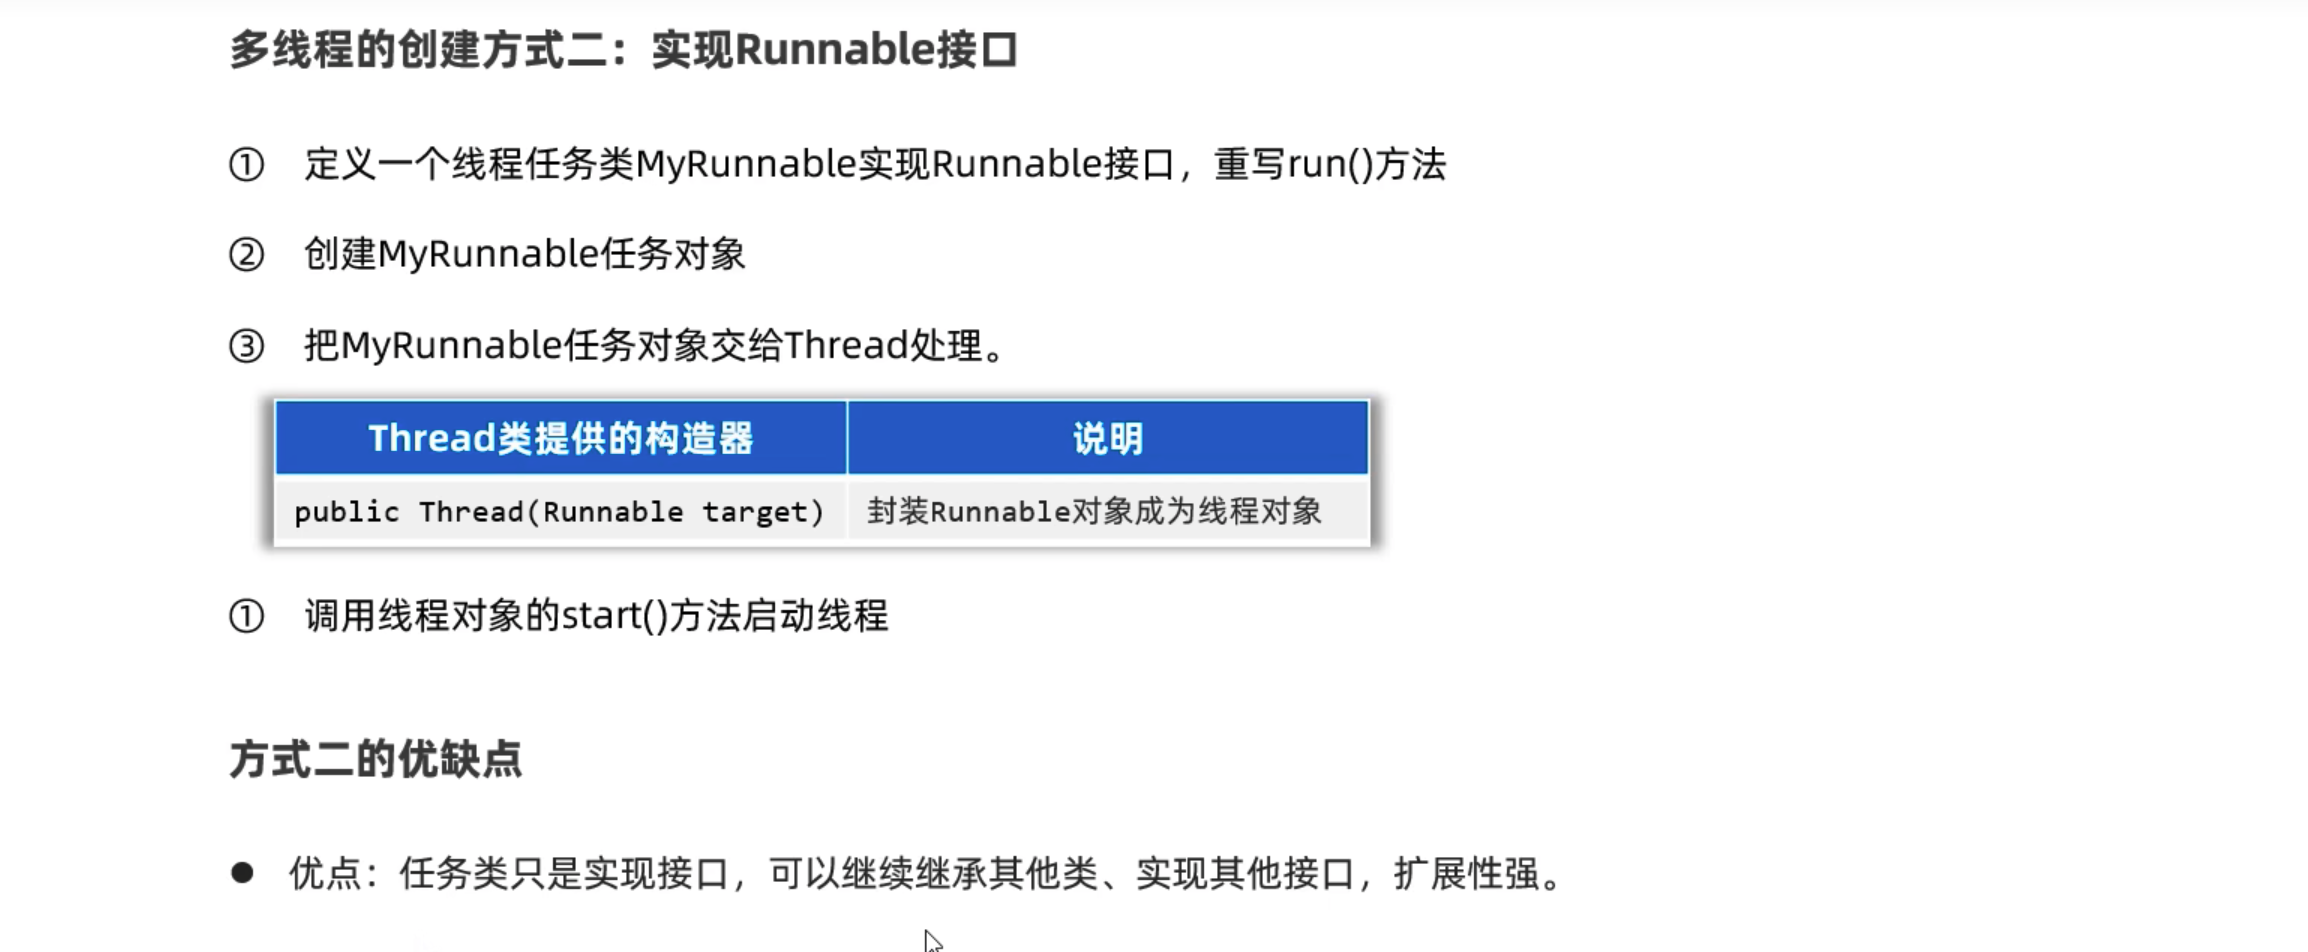 多线程的创建方式二：实现Runnable接口
① 定义一个线程任务类MyRunnable实现Runnable接口，重写run()方法
② 创建MyRunnable任务对象
③ 把MyRunnable任务对象交给Thread处理。
Thread类提供的构造器 说明
public Thread(Runnable target) 封装Runnable对象成为线程对象
① 调用线程对象的start()方法启动线程
方式二的优缺点
● 优点：任务类只是实现接口，可以继续继承其他类、实现其他接口，扩展性强。